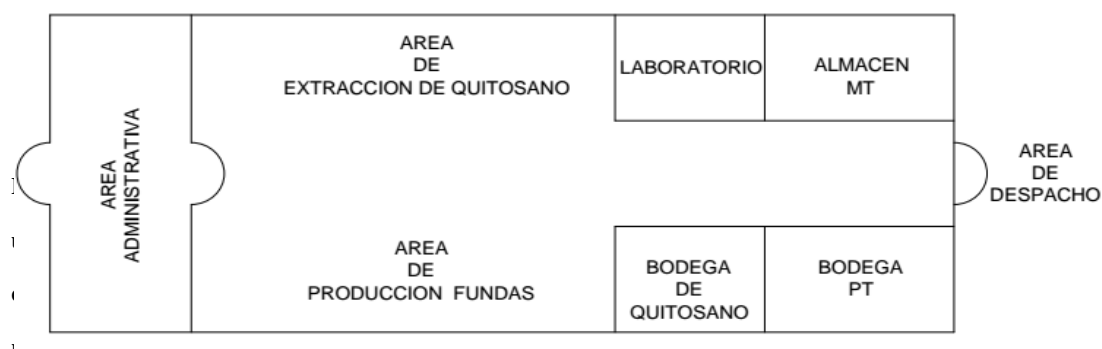 AREA
ADMINISTRATIVA
AREA
DE
EXTRACCION DE QUITOSANO
LABORATORIO
ALMACEN
MT
AREA
DE
DESPACHO
AREA
DE
PRODUCCION FUNDAS
BODEGA
DE
QUITOSANO
BODEGA
PT